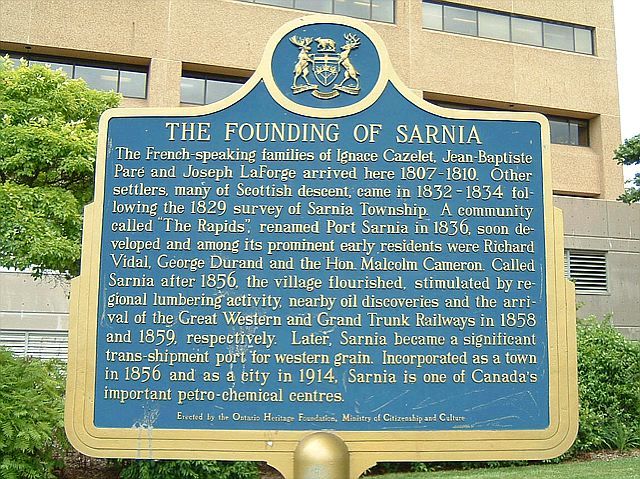 THE FOUNDING OF SARNIA
The French-speaking families of Ignace Cazelet, Jean-Baptiste
Paré and Joseph LaForge arrived here 1807-1810. Other
settlers, many of Scottish descent, came in 1832-1834 fol-
lowing the 1829 survey of Sarnia Township. A community
called "The Rapids", renamed Port Sarnia in 1836, soon de-
veloped and among its prominent early residents were Richard
Vidal, George Durand and the Hon. Malcolm Cameron. Called
Sarnia after 1856, the village flourished, stimulated by re-
gional lumbering activity, nearby oil discoveries and the arri-
val of the Great Western and Grand Trunk Railways in 1858
and 1859, respectively. Later, Sarnia became a significant
trans-shipment port for western grain. Incorporated as a town
in 1856 and as a city in 1914, Sarnia is one of Canada's
important petro-chemical centres.
Erected by the Ontario Heritage Foundation, Ministry of Citizenship and Culture